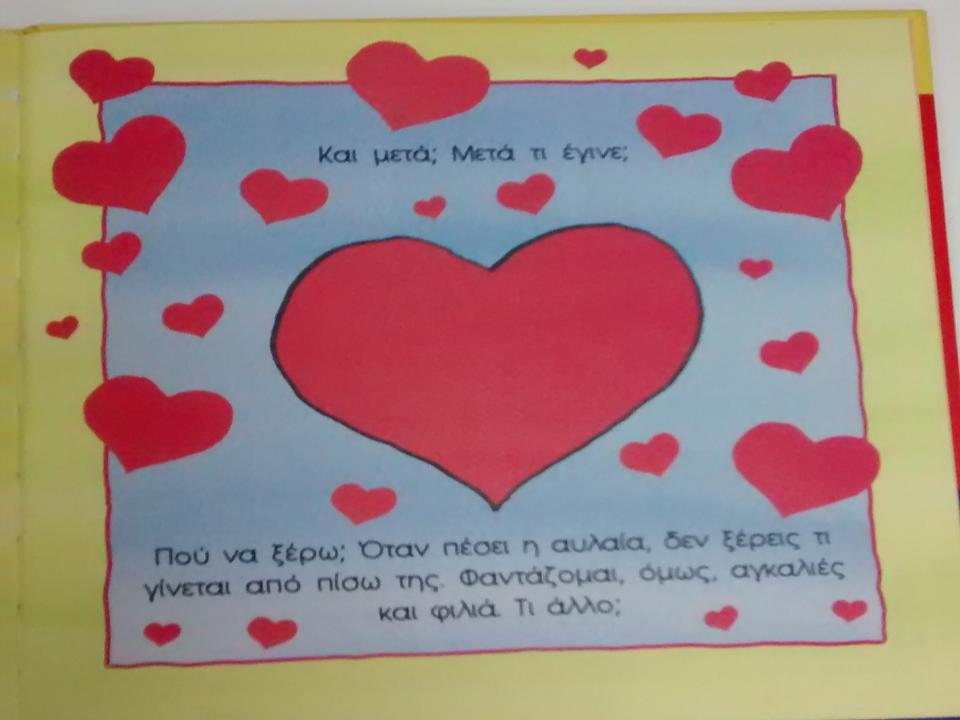 Και μετά; Μετά τι έγινε;
Πού να ξέρω; Όταν πέσει η αυλαία, δεν ξέρεις τι
γίνεται από πίσω της. Φαντάζομαι, όμως, αγκαλιές
και φιλιά. Τι άλλο;